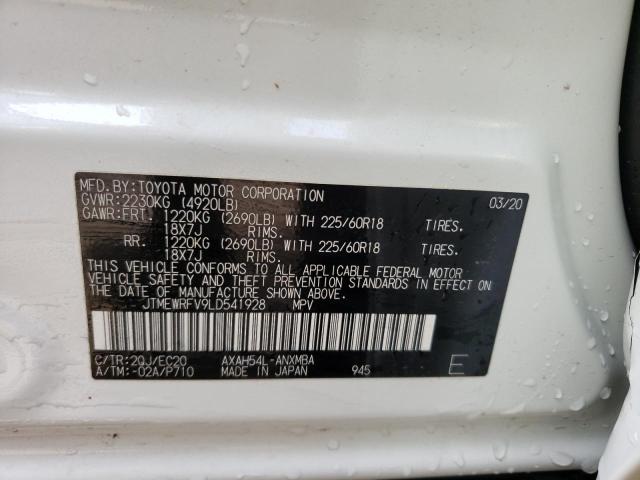 MFD. BY:TOYOTA MOTOR CORPORATION 03/20
GVWR:2230KG (4920LB)
GAWR:FRT. 1220KG (2690LB) WITH 225/60R18 TIRES.
18X7J RIMS.
RR. 1220KG (2690LB) WITH 225/60R18 TIRES.
18X7J RIMS.
THIS VEHICLE CONFORMS TO ALL APPLICABLE FEDERAL MOTOR
VEHICLE SAFETY AND THEFT PREVENTION STANDARDS IN EFFECT
ON THE DATE OF MANUFACTURE SHOWN ABOVE.
JTMEWRFV9LD541928 MPV
C/TR:2QJ/EC20 AXAH54L-ANXMBA
A/TM:-02A/P710 MADE IN JAPAN 945 E